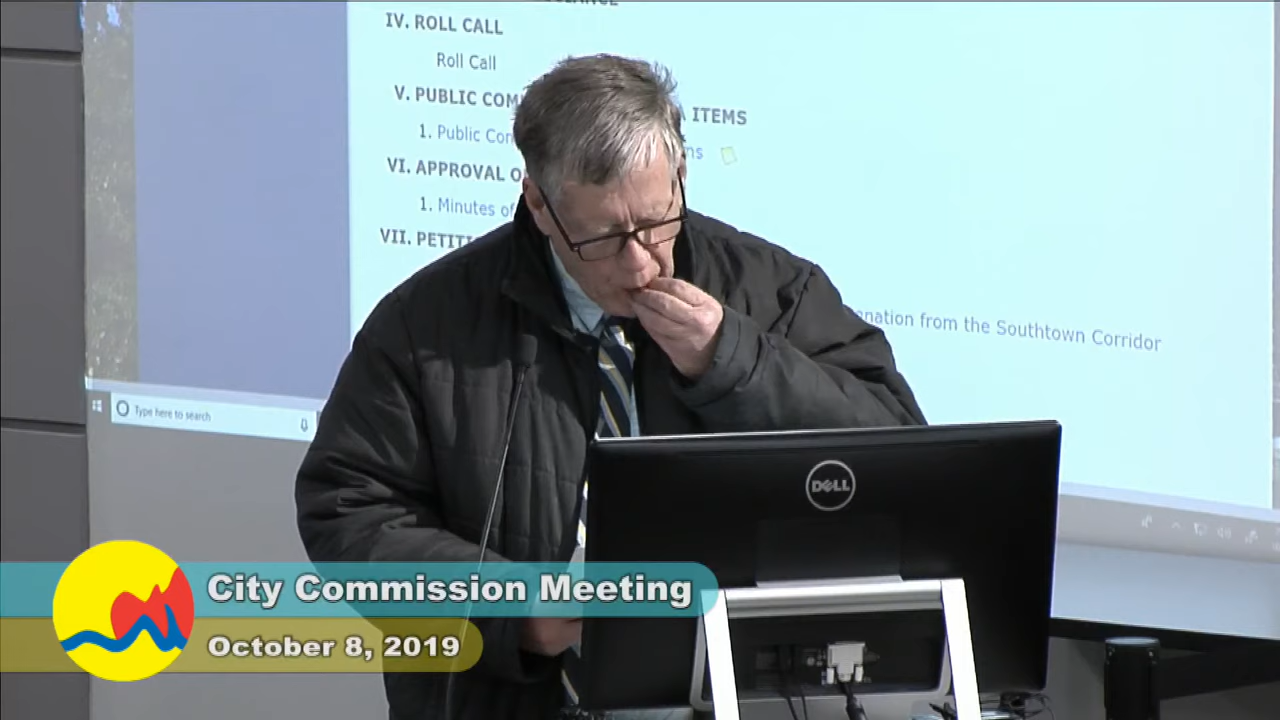 IV. ROLL CALL
Roll Call
V. PUBLIC COM
ITEMS
1. Public Con
VI. APPROVAL O
1. Minutes of
VII. PETITI
nation from the Southtown Corridor
Type here to search
DELL
City Commission Meeting
October 8, 2019